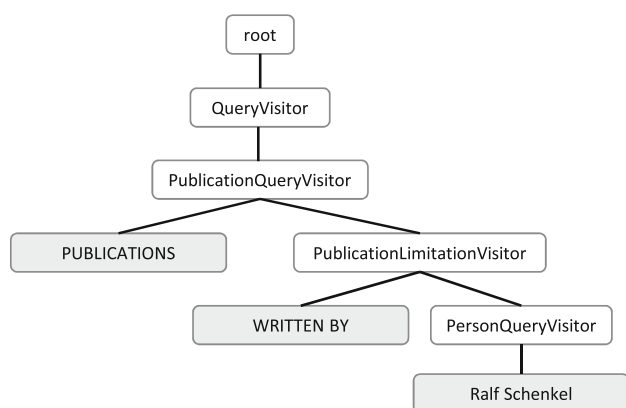 root
QueryVisitor
PublicationQueryVisitor
PUBLICATIONS
PublicationLimitationVisitor
WRITTEN BY
PersonQueryVisitor
Ralf Schenkel